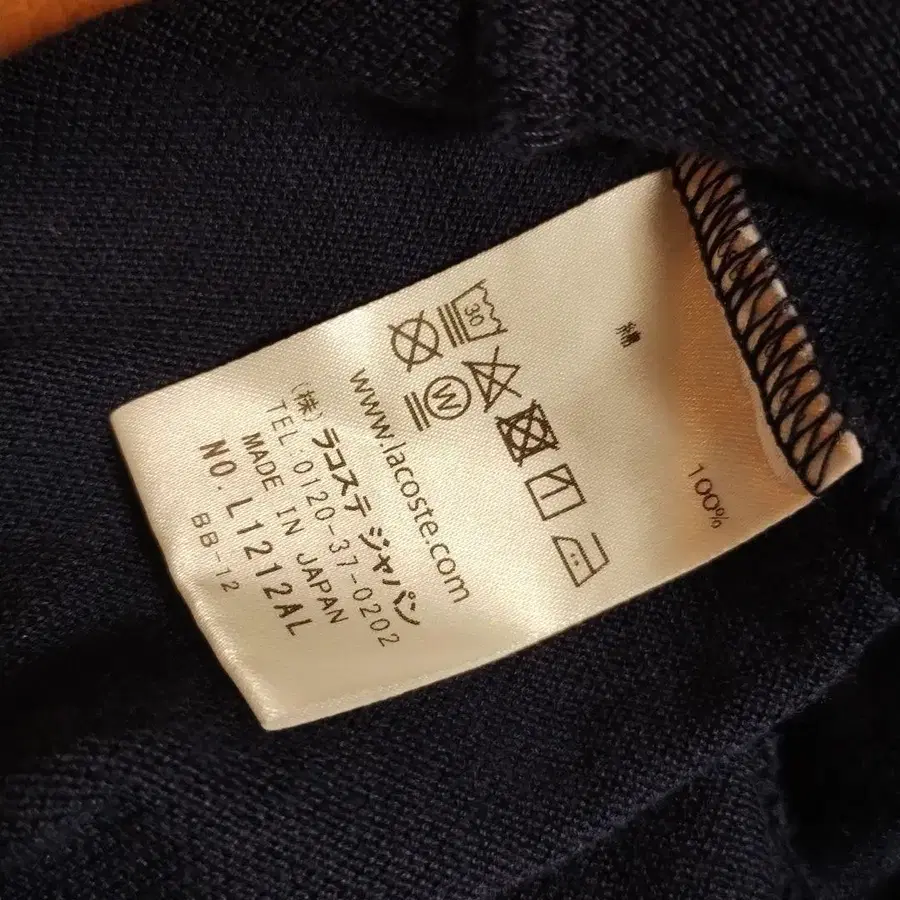 綿 100%
30
W
www.lacoste.com
(株)ラコステ ジャパン
TEL:0120-37-0202
MADE IN JAPAN
NO. L1212AL
BB-12